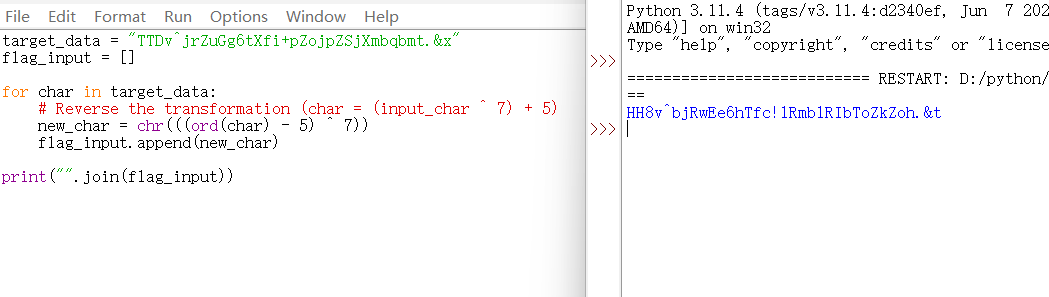 File Edit Format Run Options Window Help
target_data = "TTDv^jrZuGg6tXfi+pZojpZSjXmbqbmt.&x"
flag_input = []
for char in target_data:
# Reverse the transformation (char = (input_char ^ 7) + 5)
new_char = chr(((ord(char) - 5) ^ 7))
flag_input.append(new_char)
print("".join(flag_input))
Python 3.11.4 (tags/v3.11.4:d2340ef, Jun 7 202
AMD64)] on win32
Type "help", "copyright", "credits" or "license
>>>
=========================== RESTART: D:/python/
==
HH8v^bjRwEe6hTfc!lRmblRIbToZkZoh.&t
>>>